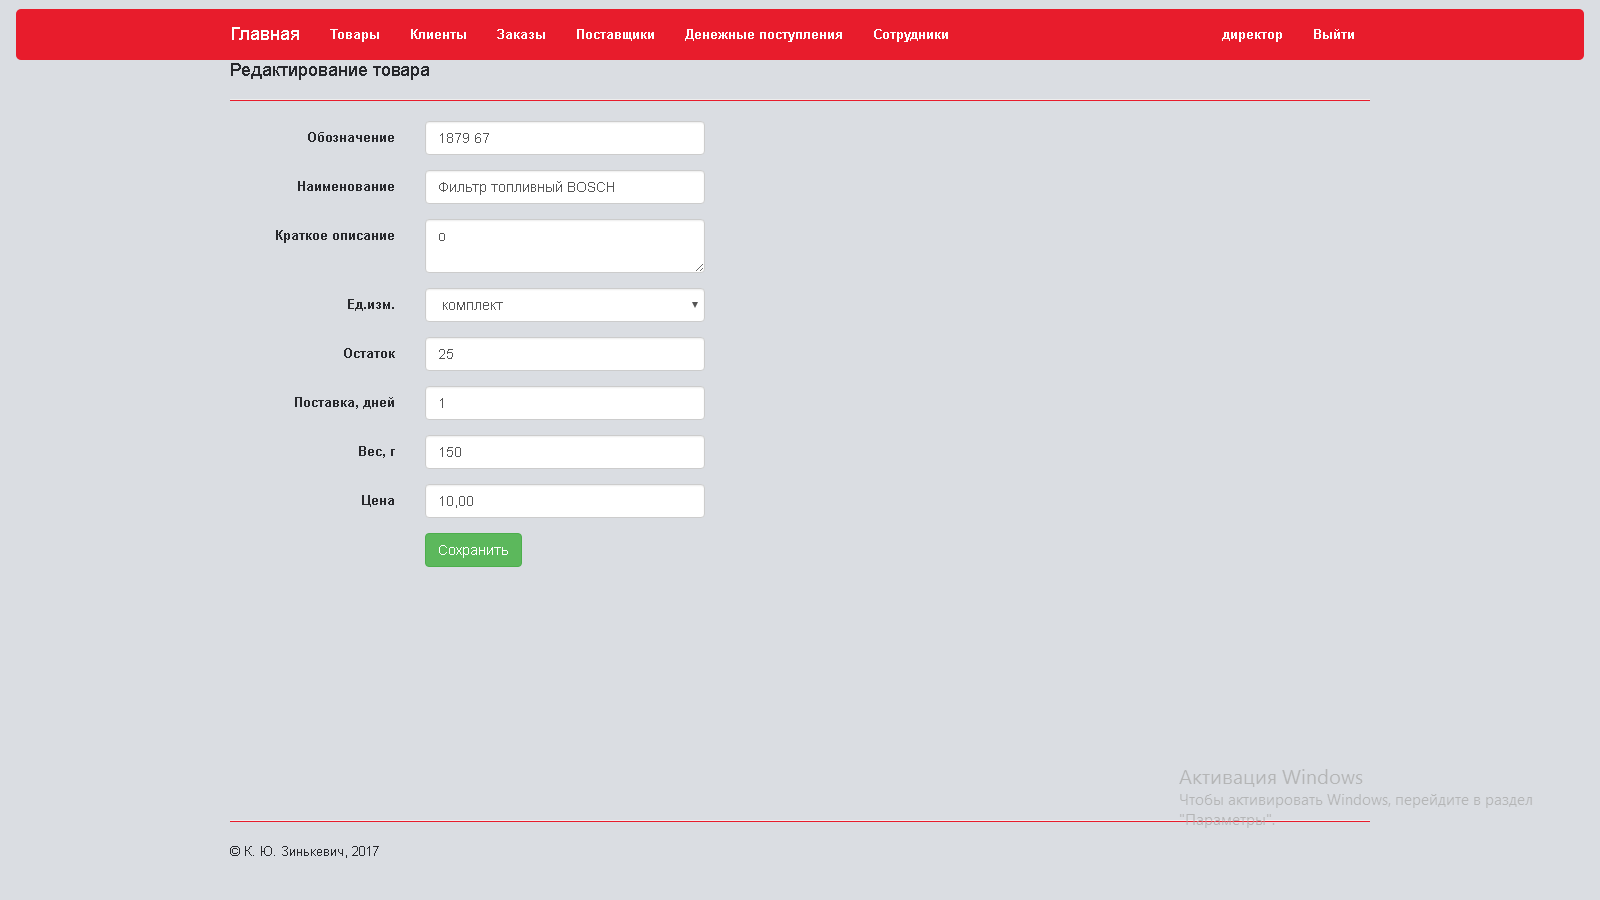 Главная Товары Клиенты Заказы Поставщики Денежные поступления Сотрудники директор Выйти
Редактирование товара
Обозначение 1879 67
Наименование Фильтр топливный BOSCH
Краткое описание о
Ед.изм. комплект
Остаток 25
Поставка, дней 1
Вес, г 150
Цена 10,00
Сохранить
Активация Windows
Чтобы активировать Windows, перейдите в раздел
"Параметры".
© К. Ю. Зинькевич, 2017